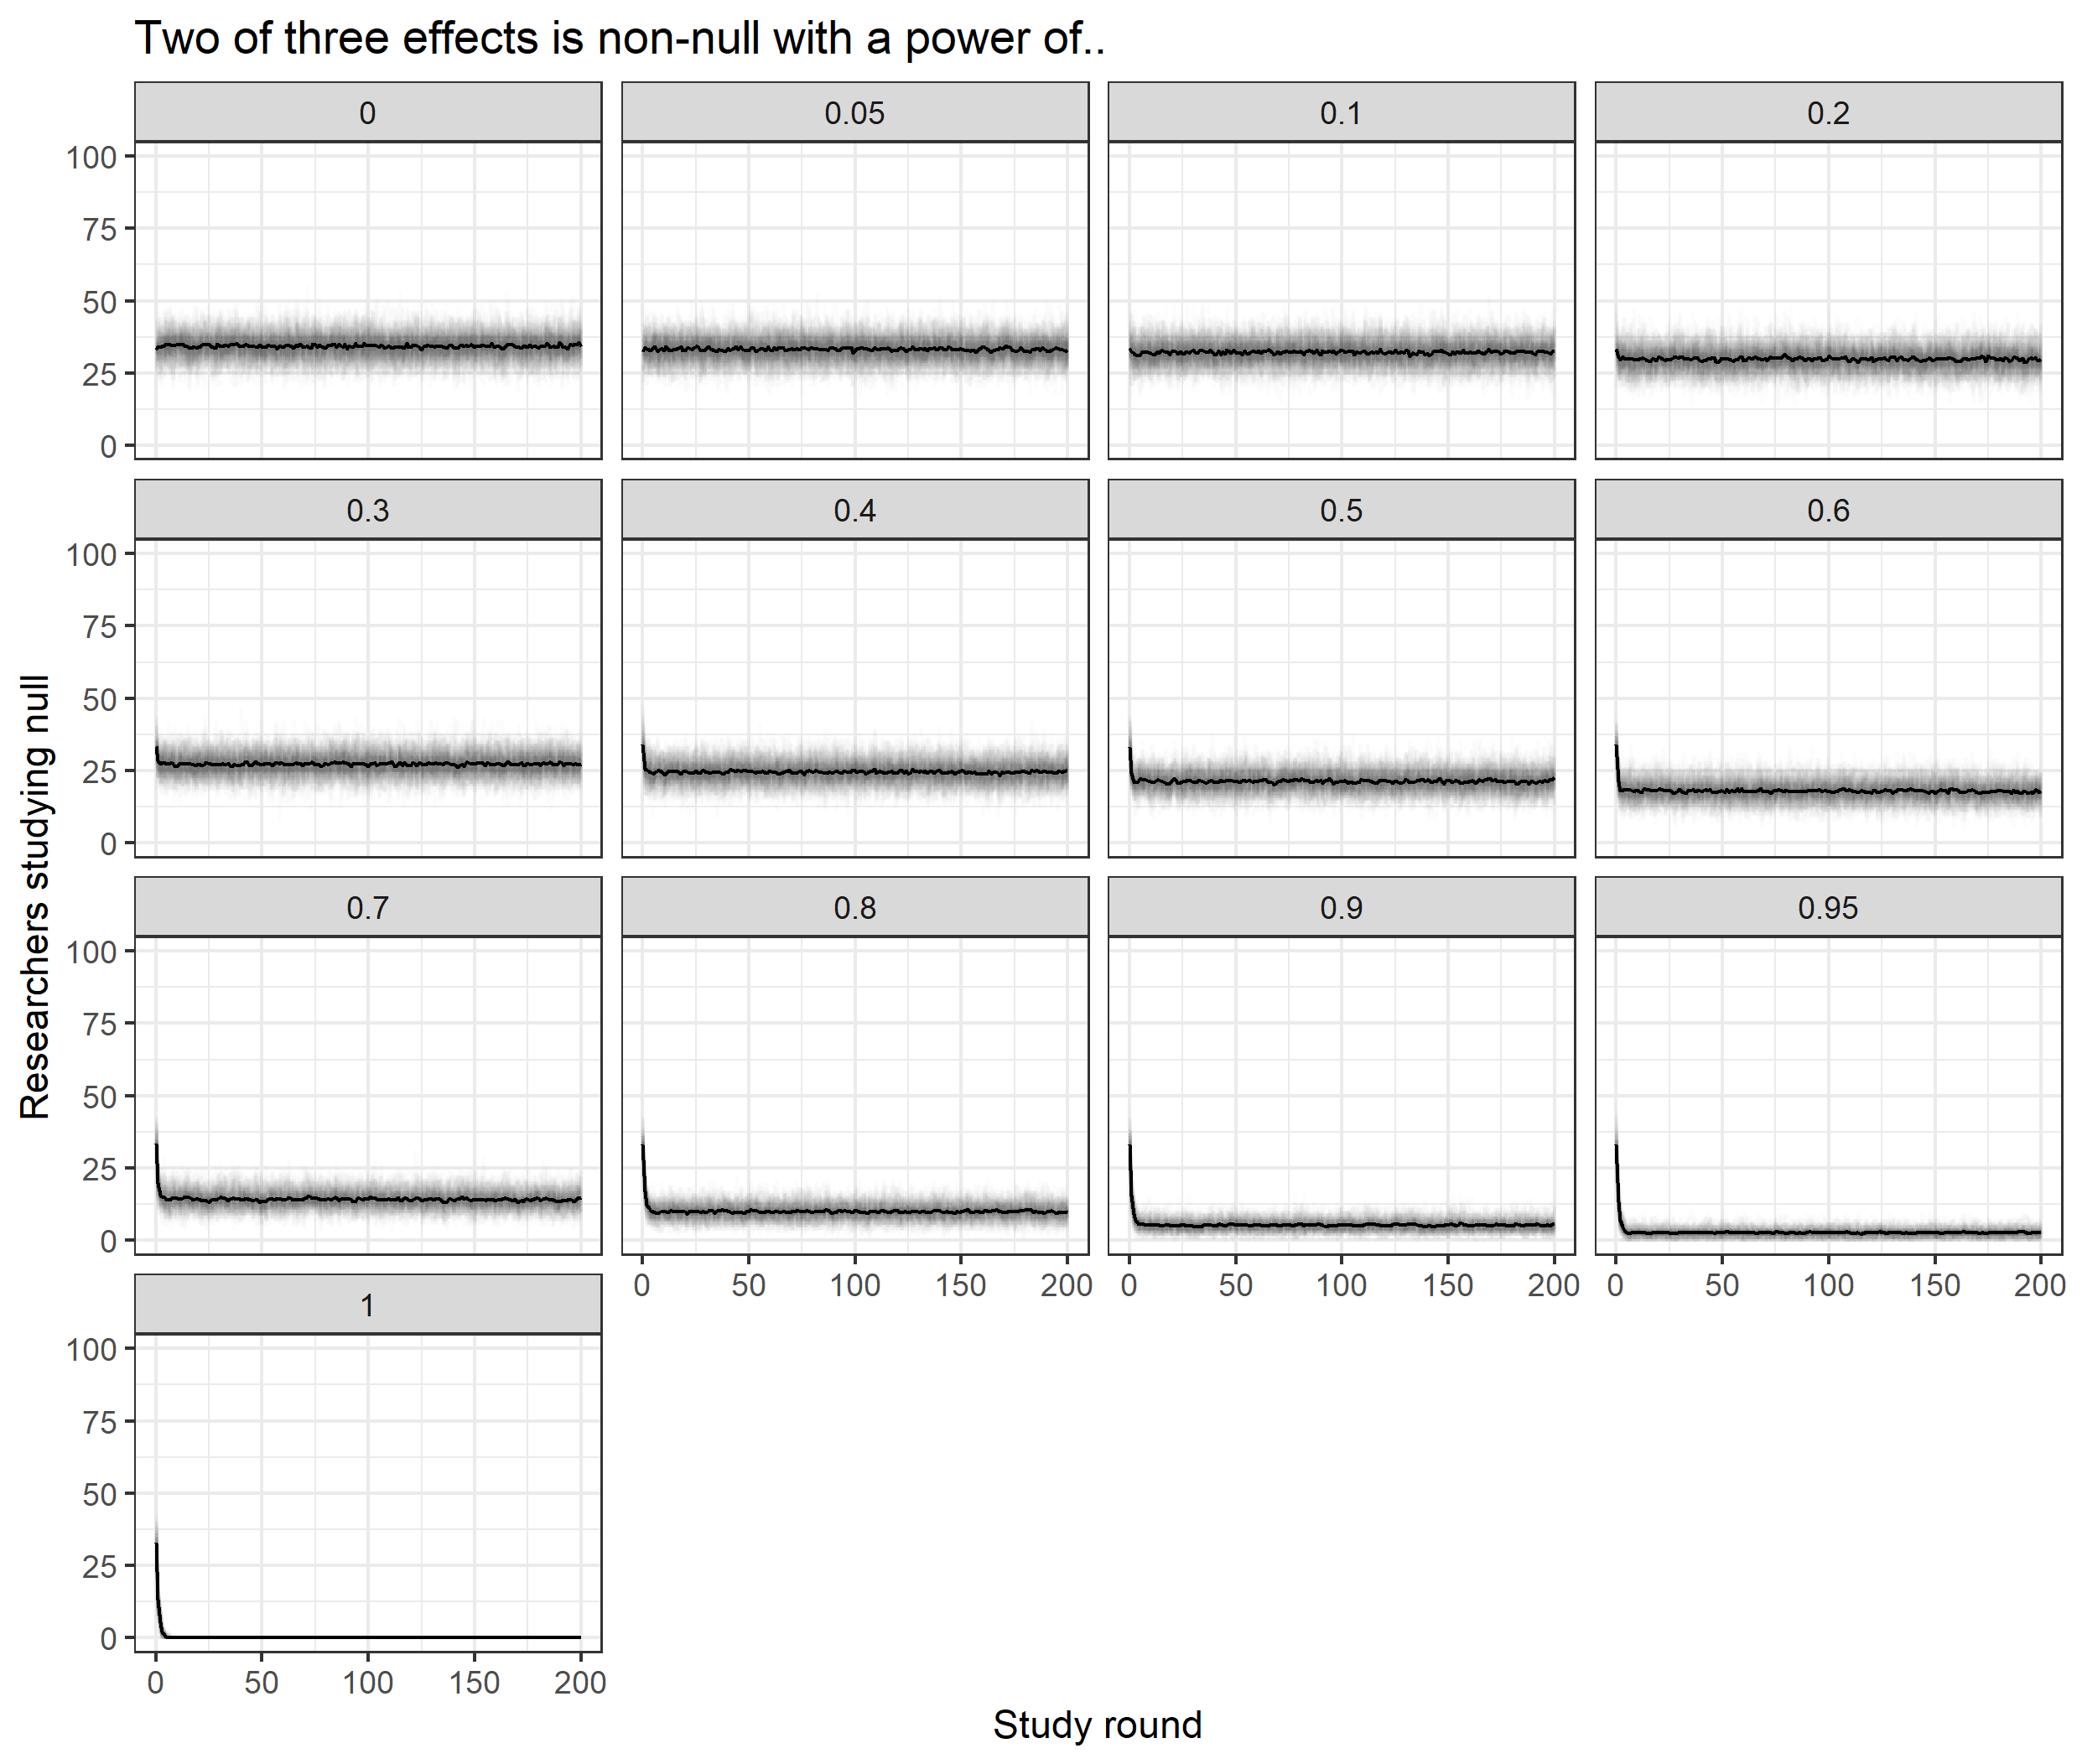 Two of three effects is non-null with a power of..
0 0.05 0.1 0.2
100
75
50
25
0
0.3 0.4 0.5 0.6
100
75
50
25
0
Researchers studying null
0.7 0.8 0.9 0.95
100
75
50
25
0
0 50 100 150 200 0 50 100 150 200 0 50 100 150 200
1
100
75
50
25
0
0 50 100 150 200
Study round